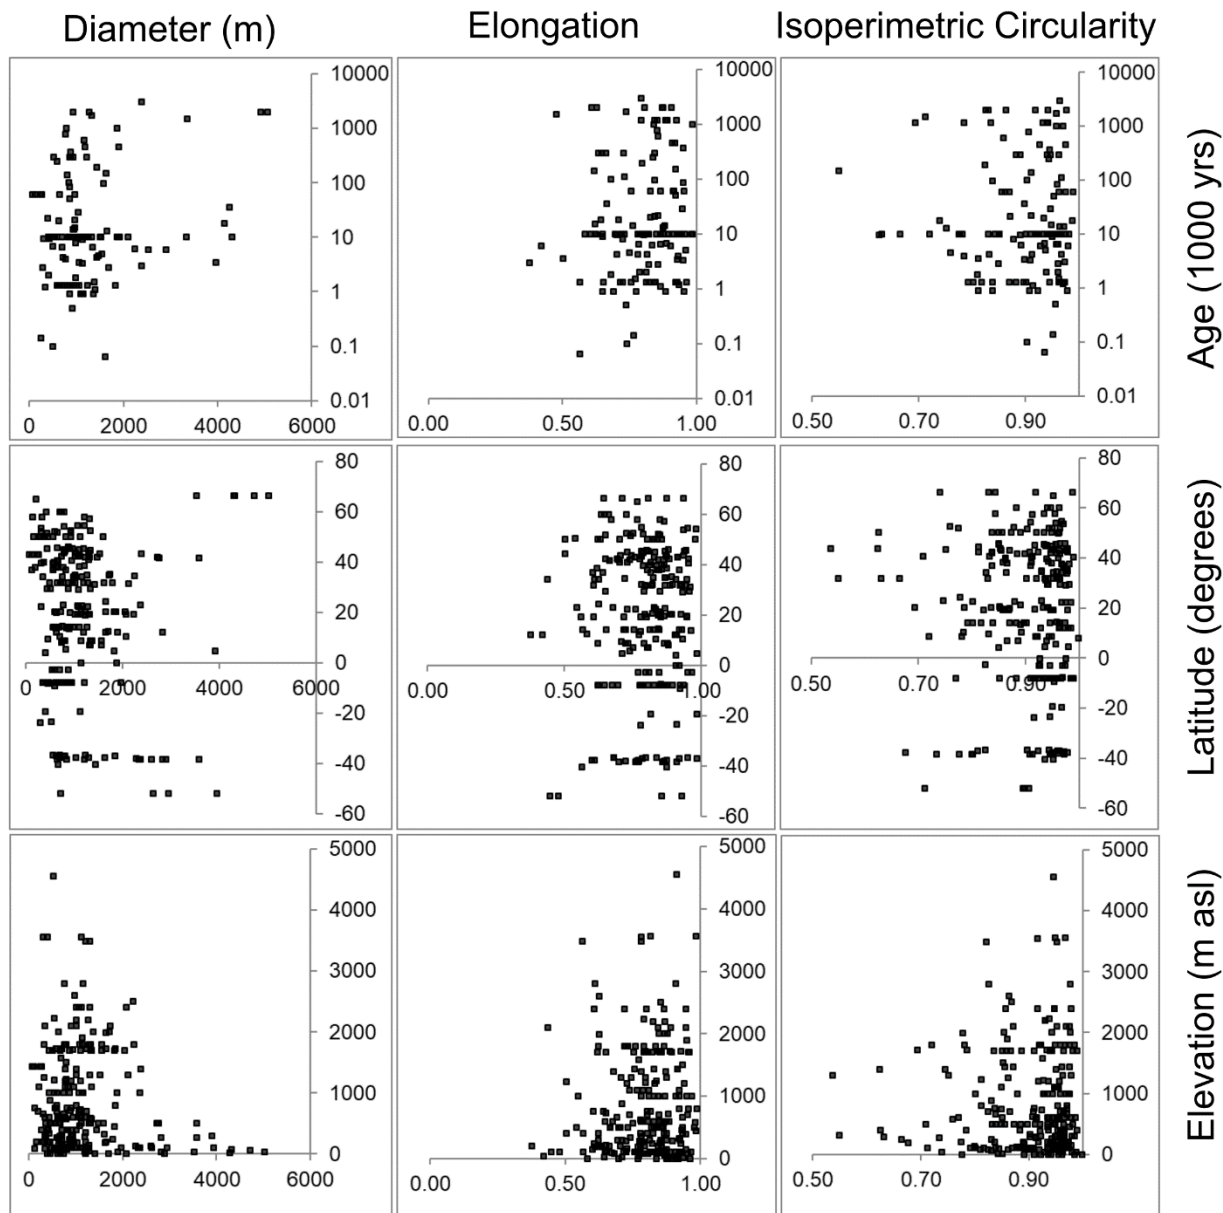 Diameter (m) Elongation Isoperimetric Circularity
10000 10000 10000
1000 1000 1000
100 100 100
10 10 10
1 1 1
0.1 0.1 0.1
0.01 0.01 0.01
0 2000 4000 6000 0.00 0.50 1.00 0.50 0.70 0.90
Age (1000 yrs)
80 80 80
60 60 60
40 40 40
20 20 20
0 0 0
0 2000 4000 6000 0.00 0.50 1.00 0.50 0.70 0.90
-20 -20 -20
-40 -40 -40
-60 -60 -60
Latitude (degrees)
5000 5000 5000
4000 4000 4000
3000 3000 3000
2000 2000 2000
1000 1000 1000
0 0 0
0 2000 4000 6000 0.00 0.50 1.00 0.50 0.70 0.90
Elevation (m asl)